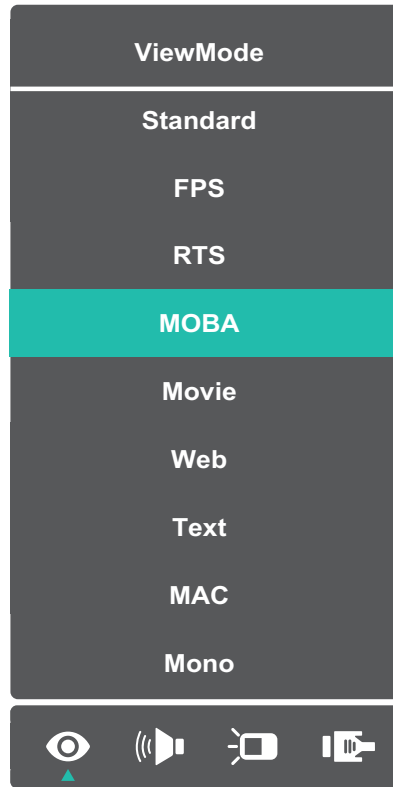 ViewMode
Standard
FPS
RTS
MOBA
Movie
Web
Text
MAC
Mono